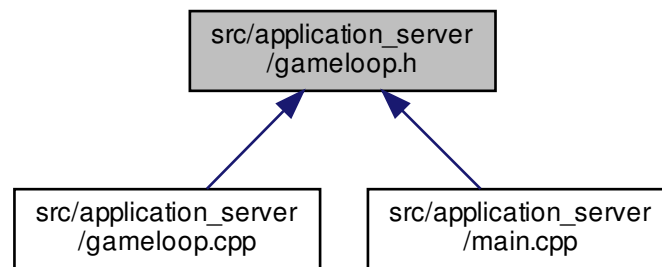 src/application_server
/gameloop.h
src/application_server
/gameloop.cpp
src/application_server
/main.cpp